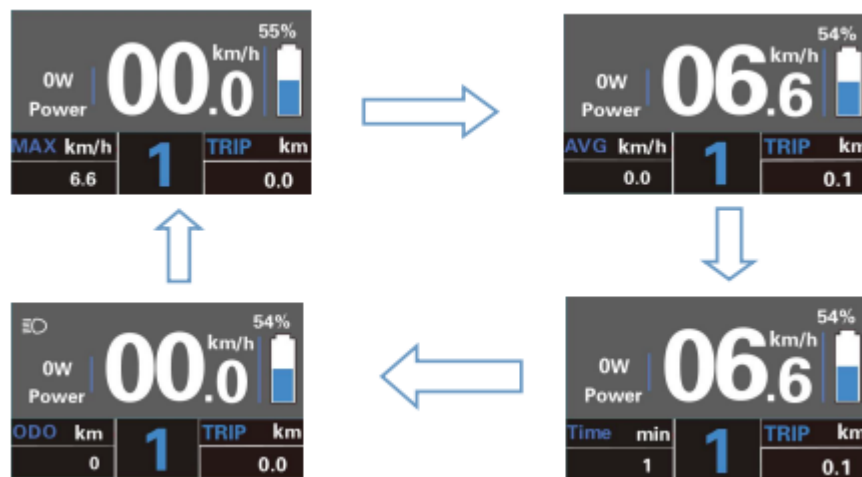 55%
km/h
00.0
0W
Power
MAX km/h
1
TRIP km
6.6
0.0
54%
km/h
06.6
0W
Power
AVG km/h
1
TRIP km
0.0
0.1
54%
km/h
00.0
0W
Power
ODO km
1
TRIP km
0
0.0
54%
km/h
06.6
0W
Power
Time min
1
TRIP km
1
0.1